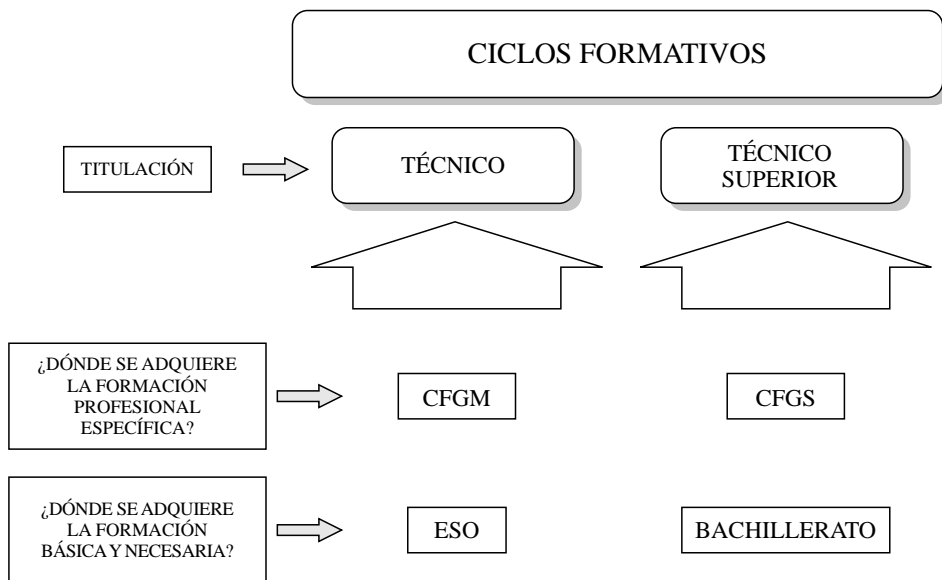 CICLOS FORMATIVOS
TITULACIÓN
TÉCNICO
TÉCNICO
SUPERIOR
¿DÓNDE SE ADQUIERE
LA FORMACIÓN
PROFESIONAL
ESPECÍFICA?
CFGM
CFGS
¿DÓNDE SE ADQUIERE
LA FORMACIÓN
BÁSICA Y NECESARIA?
ESO
BACHILLERATO